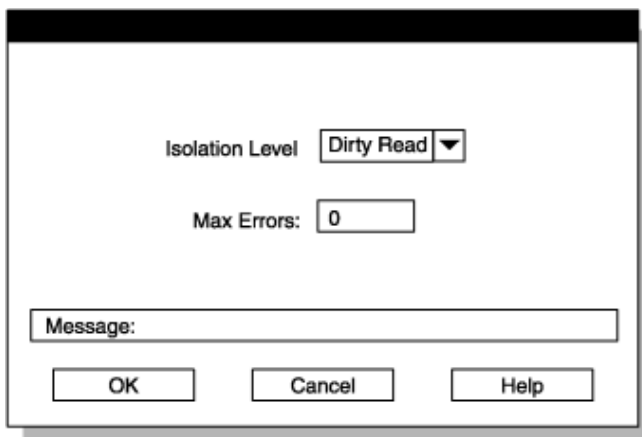 Isolation Level Dirty Read
Max Errors: 0
Message:
OK Cancel Help